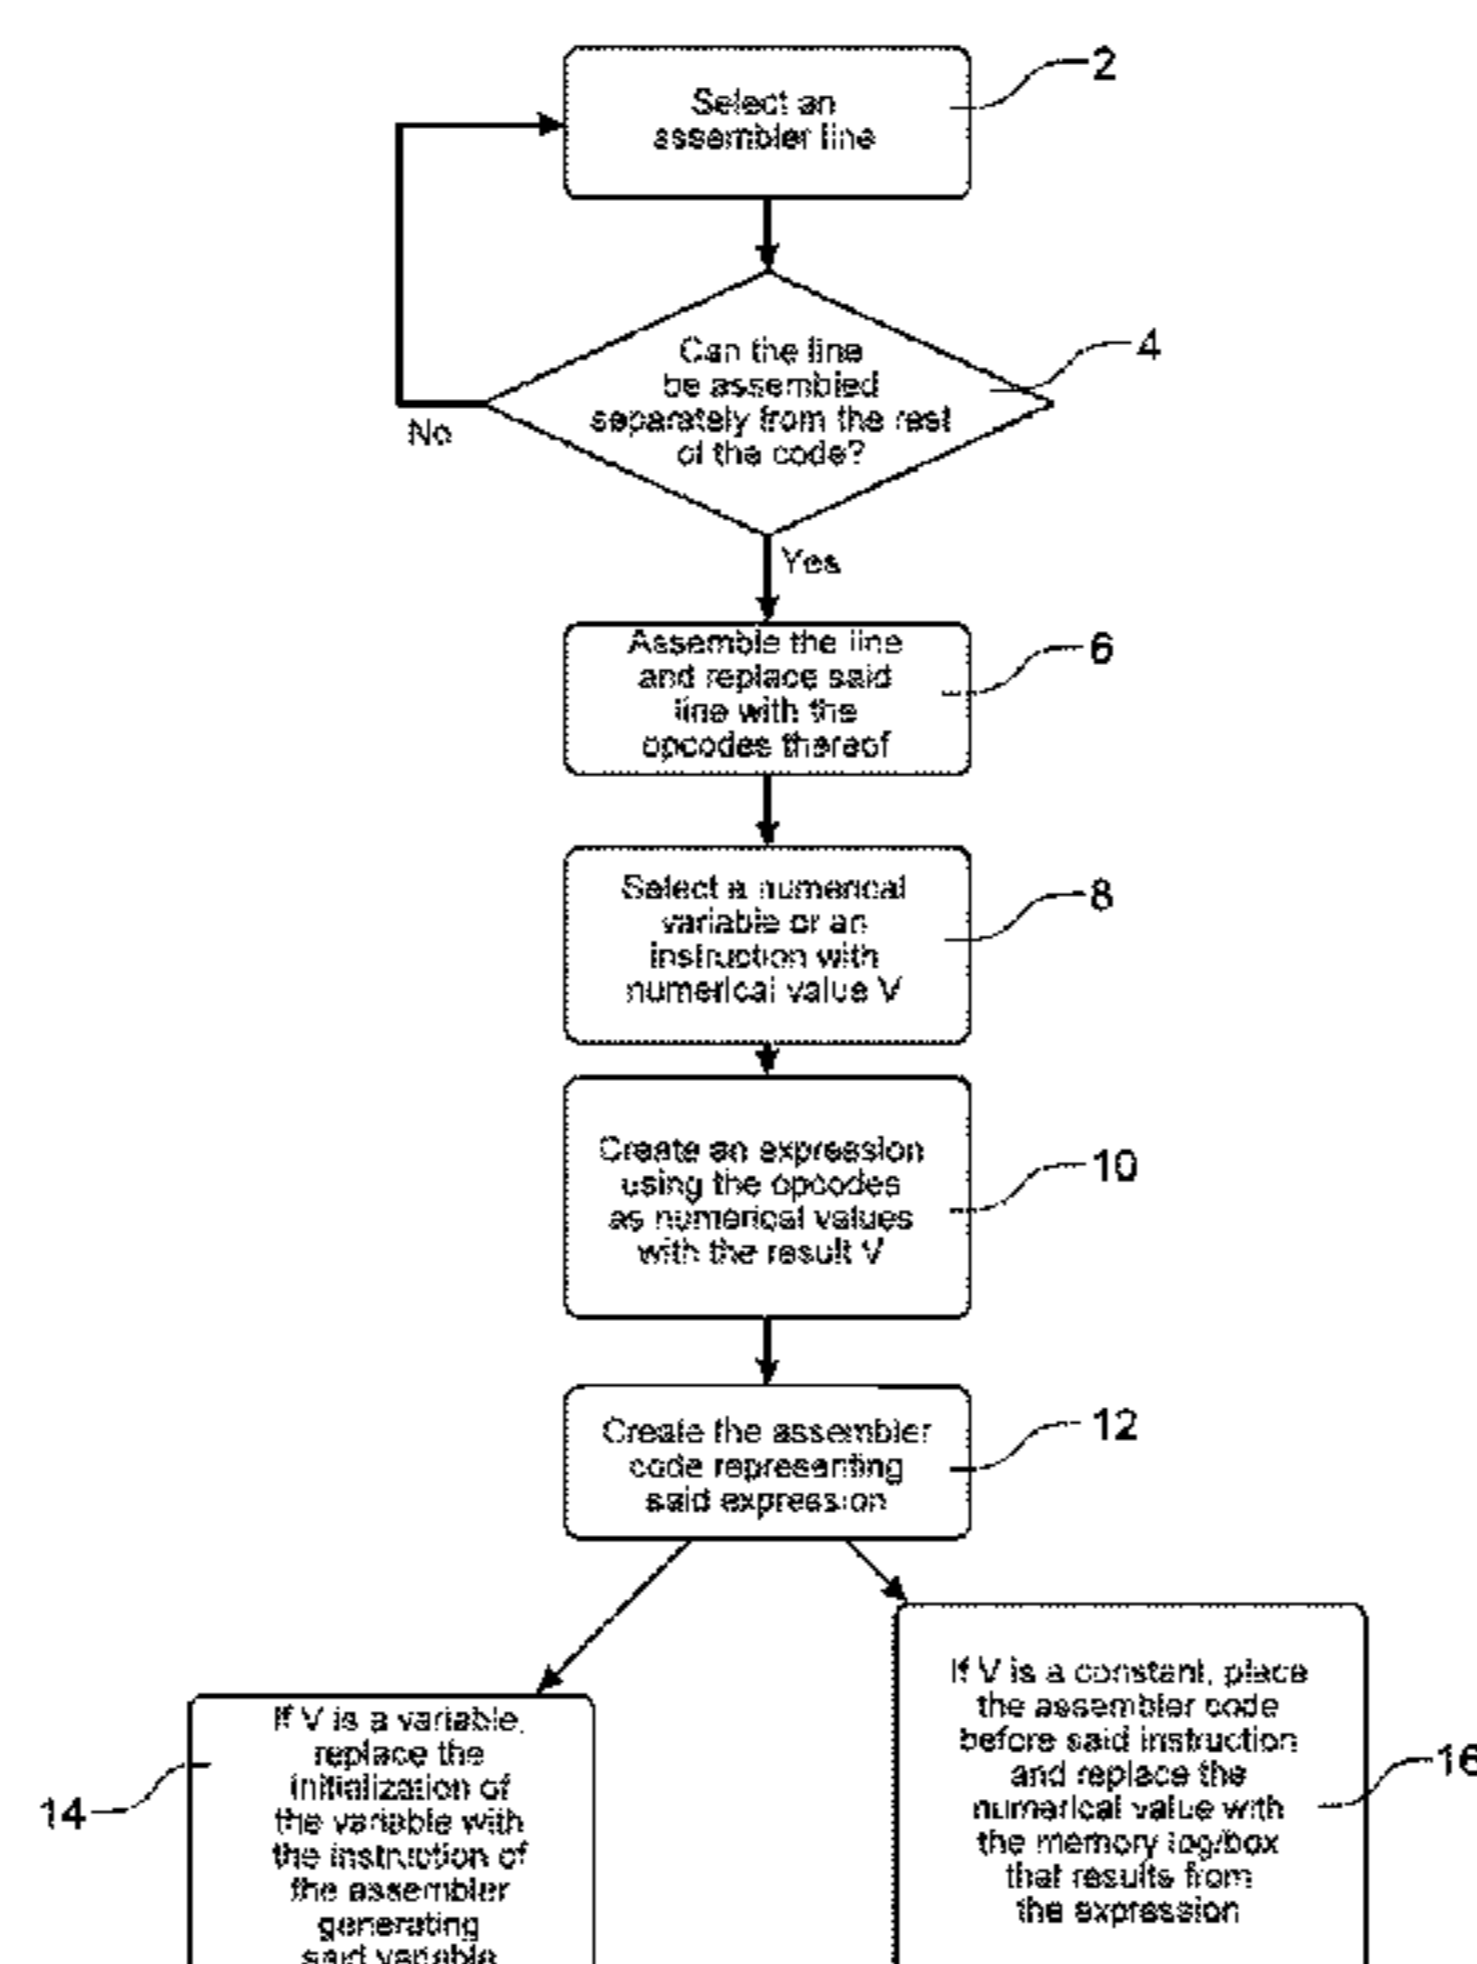 2
Select an
assembler line
4
Can the line
be assembled
separately from the rest
of the code?
No
Yes
6
Assemble the line
and replace said
line with the
opcodes thereof
8
Select a numerical
variable or an
instruction with
numerical value V
10
Create an expression
using the opcodes
as numerical values
with the result V
12
Create the assembler
code representing
said expression
14
If V is a variable,
replace the
initialization of
the variable with
the instruction of
the assembler
generating
said variable
16
If V is a constant, place
the assembler code
before said instruction
and replace the
numerical value with
the memory log/box
that results from
the expression